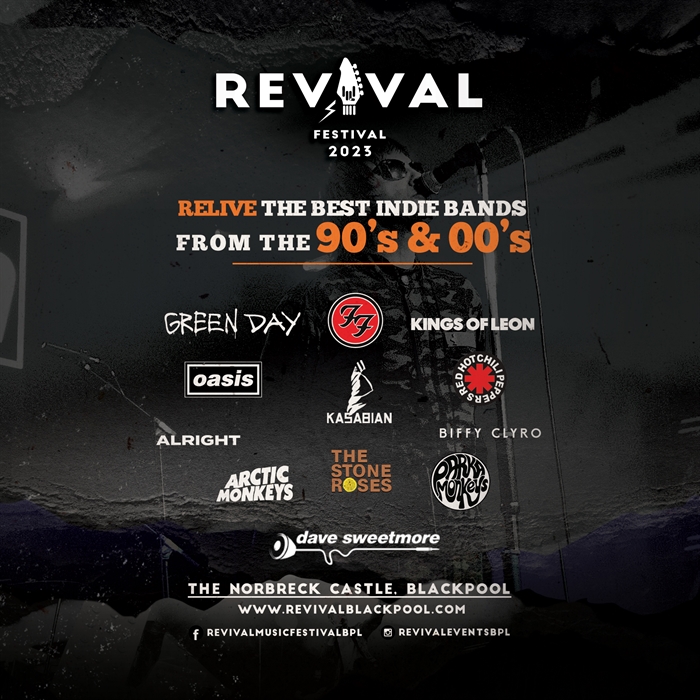 REVIVAL
FESTIVAL
2023
RELIVE THE BEST INDIE BANDS
FROM THE 90's & 00's
GREEN DAY
FF
KINGS OF LEON
oasis
KASABIAN
RED HOT CHILI PEPPERS
ALRIGHT
BIFFY CLYRO
ARCTIC
MONKEYS
THE
STONE
ROSES
DARKA
MONKEYS
dave sweetmore
THE NORBRECK CASTLE, BLACKPOOL
WWW.REVIVALBLACKPOOL.COM
f REVIVALMUSICFESTIVALBPL REVIVALEVENTSBPL